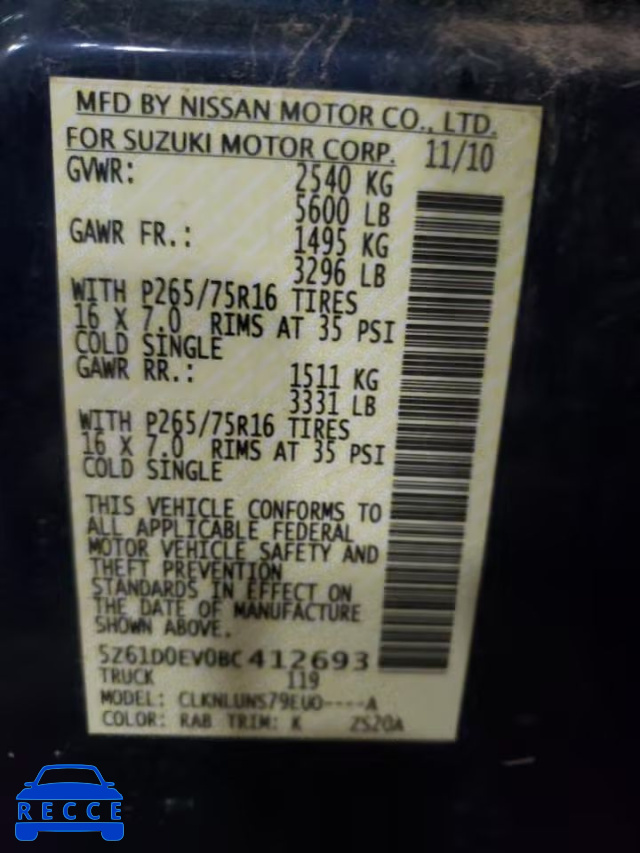 MFD BY NISSAN MOTOR CO., LTD.
FOR SUZUKI MOTOR CORP. 11/10
GVWR: 2540 KG
5600 LB
GAWR FR.: 1495 KG
3296 LB
WITH P265/75R16 TIRES
16 X 7.0 RIMS AT 35 PSI
COLD SINGLE
GAWR RR.: 1511 KG
3331 LB
WITH P265/75R16 TIRES
16 X 7.0 RIMS AT 35 PSI
COLD SINGLE
THIS VEHICLE CONFORMS TO
ALL APPLICABLE FEDERAL
MOTOR VEHICLE SAFETY AND
THEFT PREVENTION
STANDARDS IN EFFECT ON
THE DATE OF MANUFACTURE
SHOWN ABOVE.
5Z61D0EV0BC412693
TRUCK 119
MODEL: CLKNLUNS79EU0----A
COLOR: RAB TRIM: K ZS20A
RECCE